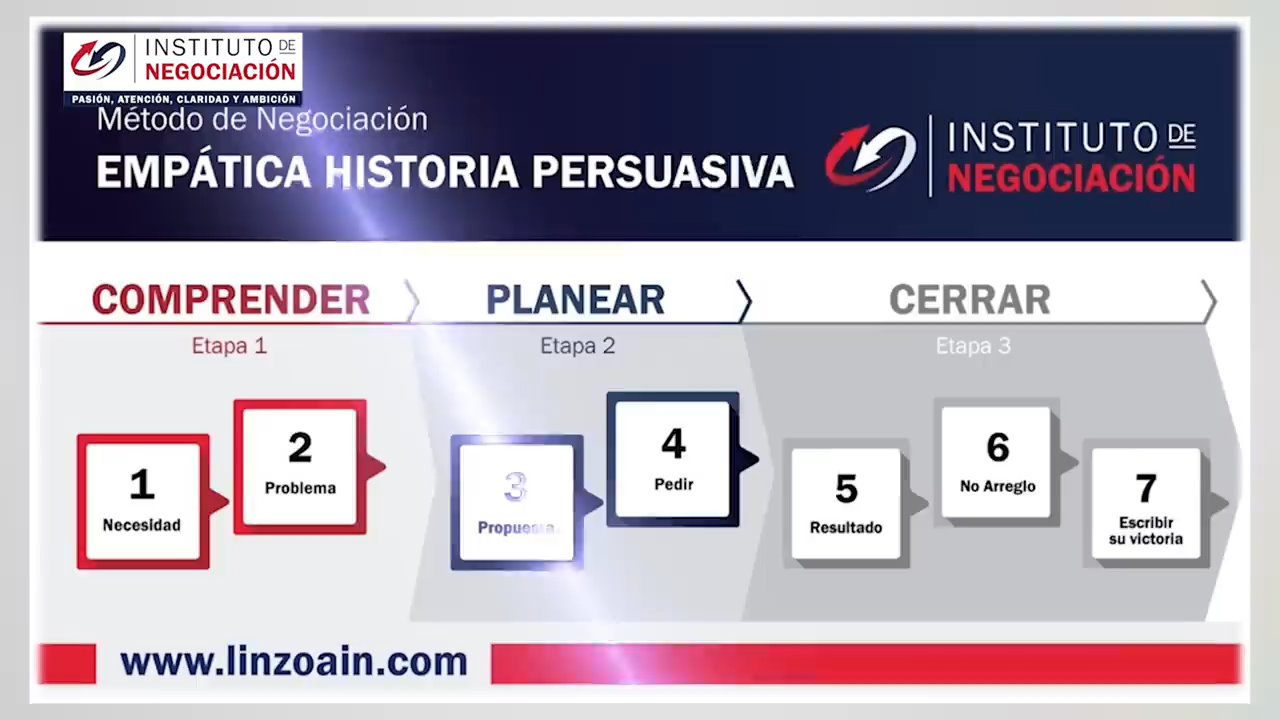 INSTITUTO DE
NEGOCIACIÓN
PASIÓN, ATENCIÓN, CLARIDAD Y AMBICIÓN
Método de Negociación
EMPÁTICA HISTORIA PERSUASIVA
INSTITUTO DE
NEGOCIACIÓN
COMPRENDER
PLANEAR
CERRAR
Etapa 1
Etapa 2
Etapa 3
1
Necesidad
2
Problema
3
Propuesta
4
Pedir
5
Resultado
6
No Arreglo
7
Escribir
su victoria
www.linzoain.com